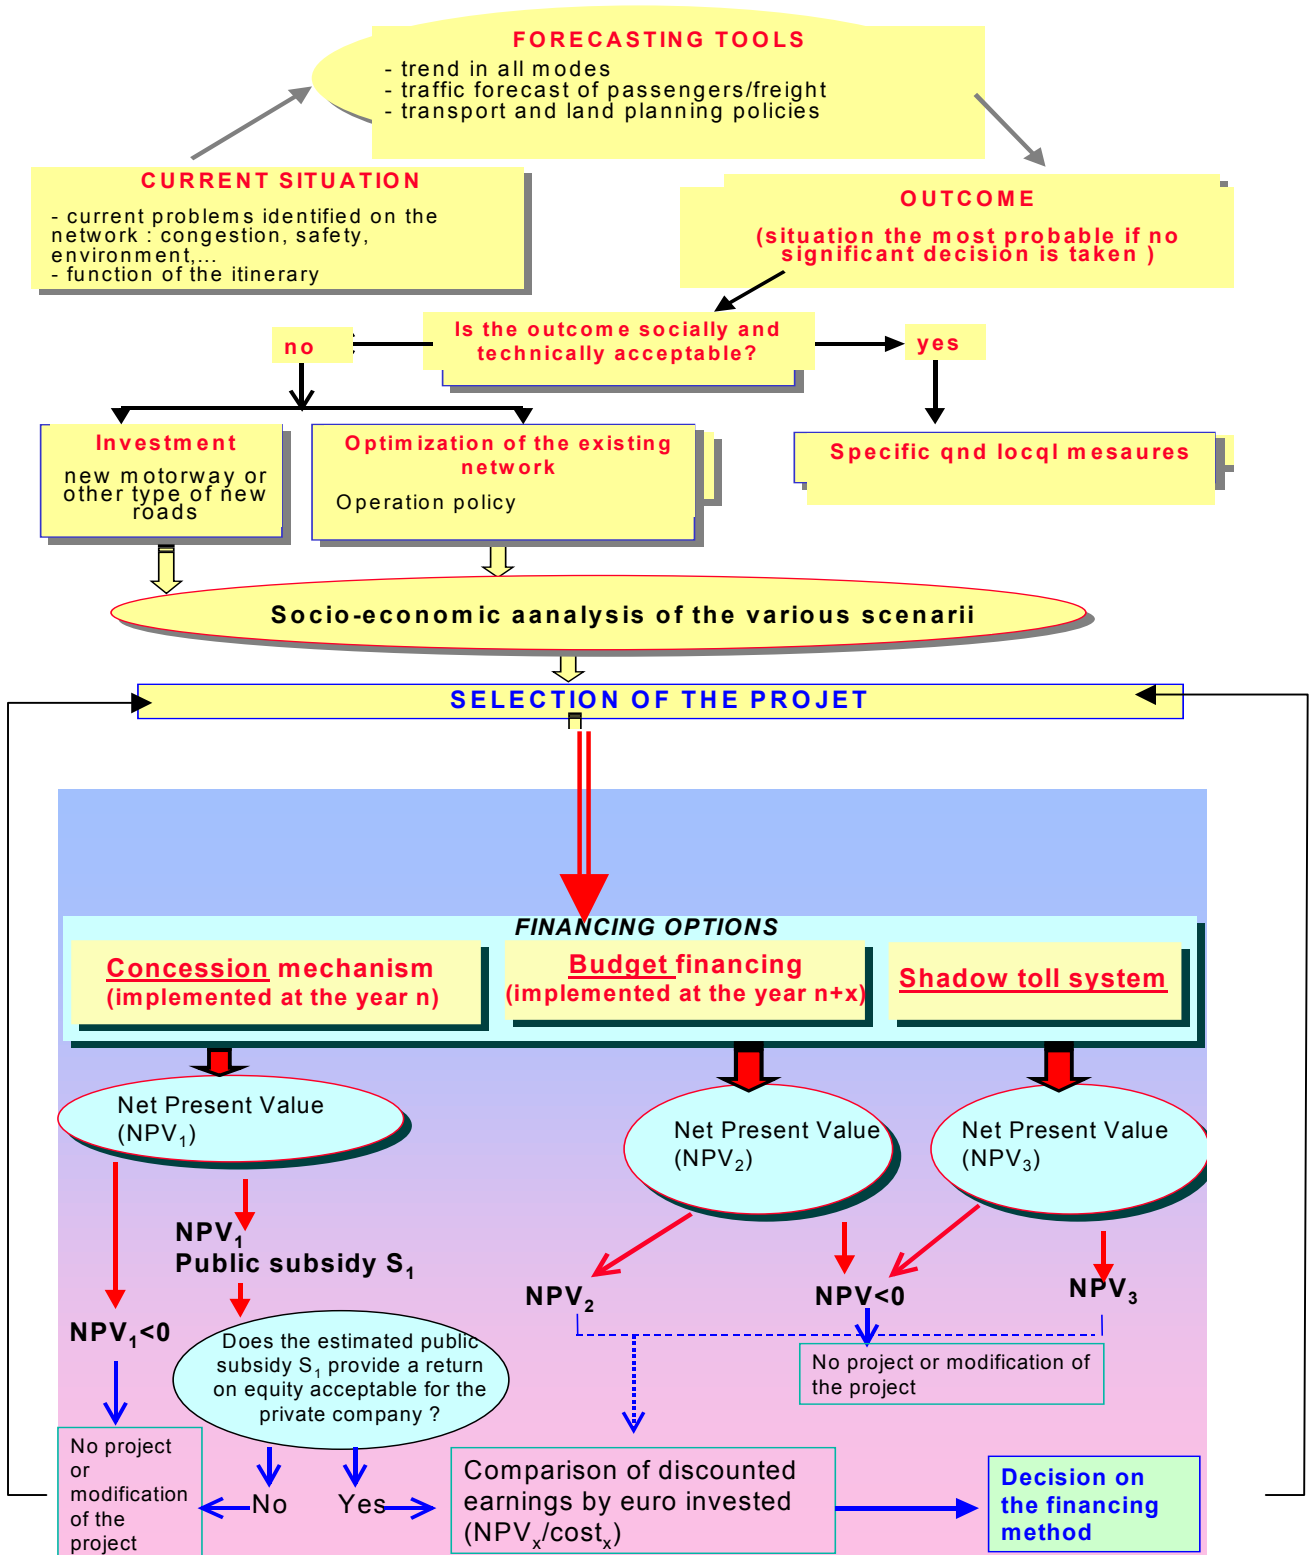 FORECASTING TOOLS
- trend in all modes
- traffic forecast of passengers/freight
- transport and land planning policies
CURRENT SITUATION
- current problems identified on the
network : congestion, safety,
environment,...
- function of the itinerary
OUTCOME
(situation the most probable if no
significant decision is taken )
Is the outcome socially and
technically acceptable?
no
yes
Investment
new motorway or
other type of new
roads
Optimization of the existing
network
Operation policy
Specific qnd locql mesaures
Socio-economic aanalysis of the various scenarii
SELECTION OF THE PROJET
FINANCING OPTIONS
Concession mechanism
(implemented at the year n)
Budget financing
(implemented at the year n+x)
Shadow toll system
Net Present Value
(NPV₁)
Net Present Value
(NPV₂)
Net Present Value
(NPV₃)
NPV₁
Public subsidy S₁
NPV₁<0
NPV₂
NPV<0
NPV₃
Does the estimated public
subsidy S₁ provide a return
on equity acceptable for the
private company ?
No project or modification of
the project
No project
or
modification
of the
project
No
Yes
Comparison of discounted
earnings by euro invested
(NPVₓ/costₓ)
Decision on
the financing
method